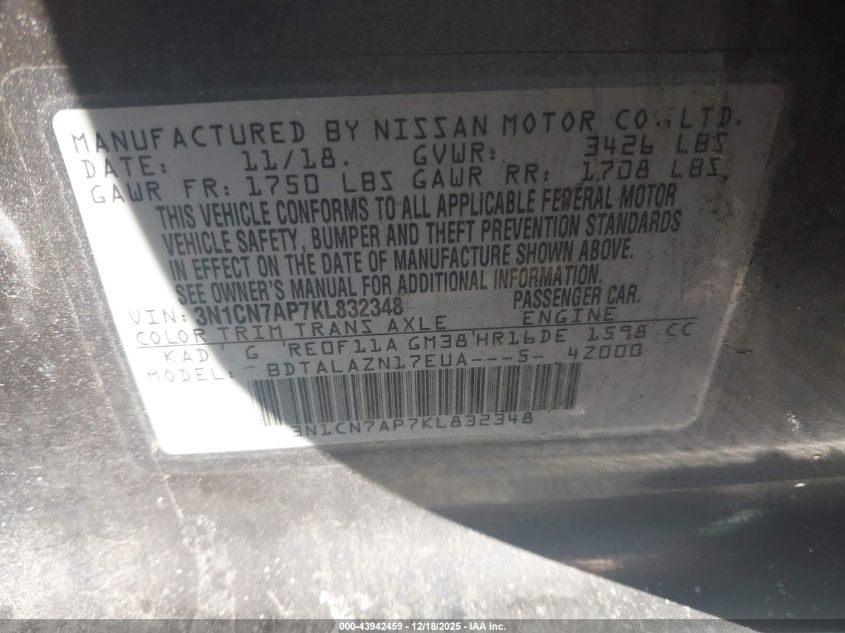 MANUFACTURED BY NISSAN MOTOR CO.,LTD.
DATE: 11/18. GVWR: 3426 LBS
GAWR FR: 1750 LBS GAWR RR: 1708 LBS,
THIS VEHICLE CONFORMS TO ALL APPLICABLE FEDERAL MOTOR
VEHICLE SAFETY, BUMPER AND THEFT PREVENTION STANDARDS
IN EFFECT ON THE DATE OF MANUFACTURE SHOWN ABOVE.
SEE OWNER'S MANUAL FOR ADDITIONAL INFORMATION.
VIN: 3N1CN7AP7KL832348 PASSENGER CAR.
COLOR TRIM TRANS AXLE ENGINE
KAD G RE0F11A GM38 HR16DE 1598 CC
MODEL: BDTALAZN17EUA---S- 4Z000
3N1CN7AP7KL832348
000-43942459 - 12/18/2025 - IAA Inc.